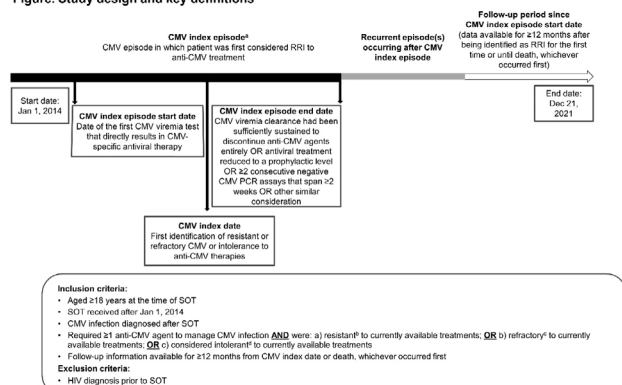 Figure. Study design and key definitions
Follow-up period since
CMV index episode start date
(data available for ≥12 months after
being identified as RRI for the first
time or until death, whichever
occurred first)
CMV index episodeᵃ
CMV episode in which patient was first considered RRI to
anti-CMV treatment
Recurrent episode(s)
occurring after CMV
index episode
Start date:
Jan 1, 2014
CMV index episode start date
Date of the first CMV viremia test
that directly results in CMV-
specific antiviral therapy
CMV index episode end date
CMV viremia clearance had been
sufficiently sustained to
discontinue anti-CMV agents
entirely OR antiviral treatment
reduced to a prophylactic level
OR ≥2 consecutive negative
CMV PCR assays that span ≥2
weeks OR other similar
consideration
End date:
Dec 21,
2021
CMV index date
First identification of resistant or
refractory CMV or intolerance to
anti-CMV therapies
Inclusion criteria:
• Aged ≥18 years at the time of SOT
• SOT received after Jan 1, 2014
• CMV infection diagnosed after SOT
• Required ≥1 anti-CMV agent to manage CMV infection AND were: a) resistantᵇ to currently available treatments; OR b) refractoryᶜ to currently
available treatments; OR c) considered intolerantᵈ to currently available treatments
• Follow-up information available for ≥12 months from CMV index date or death, whichever occurred first
Exclusion criteria:
• HIV diagnosis prior to SOT